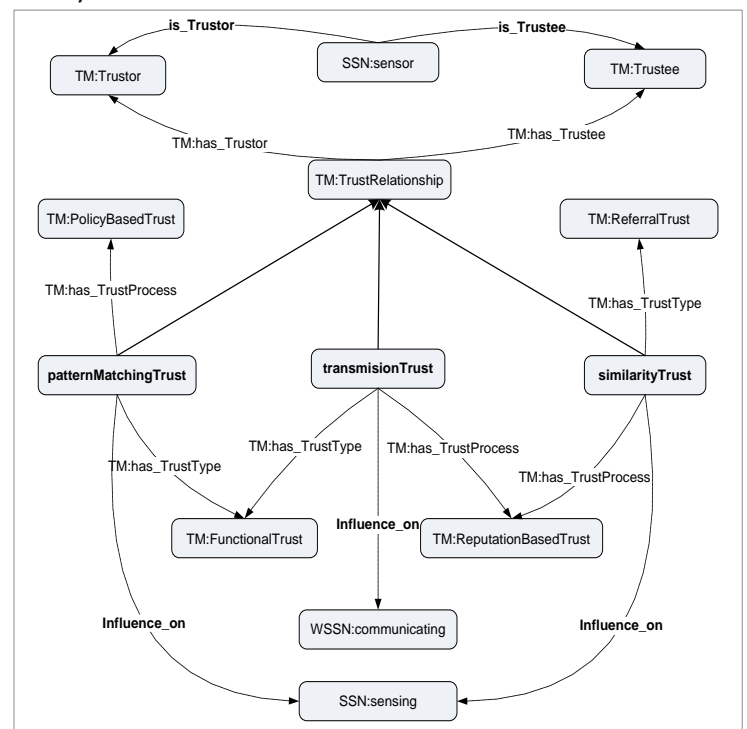 is_Trustor
is_Trustee
SSN:sensor
TM:Trustor
TM:Trustee
TM:has_Trustor
TM:has_Trustee
TM:TrustRelationship
TM:PolicyBasedTrust
TM:ReferralTrust
TM:has_TrustProcess
TM:has_TrustType
patternMatchingTrust
transmisionTrust
similarityTrust
TM:has_TrustType
TM:has_TrustType
TM:has_TrustProcess
TM:has_TrustProcess
TM:FunctionalTrust
Influence_on
TM:ReputationBasedTrust
Influence_on
WSSN:communicating
Influence_on
SSN:sensing